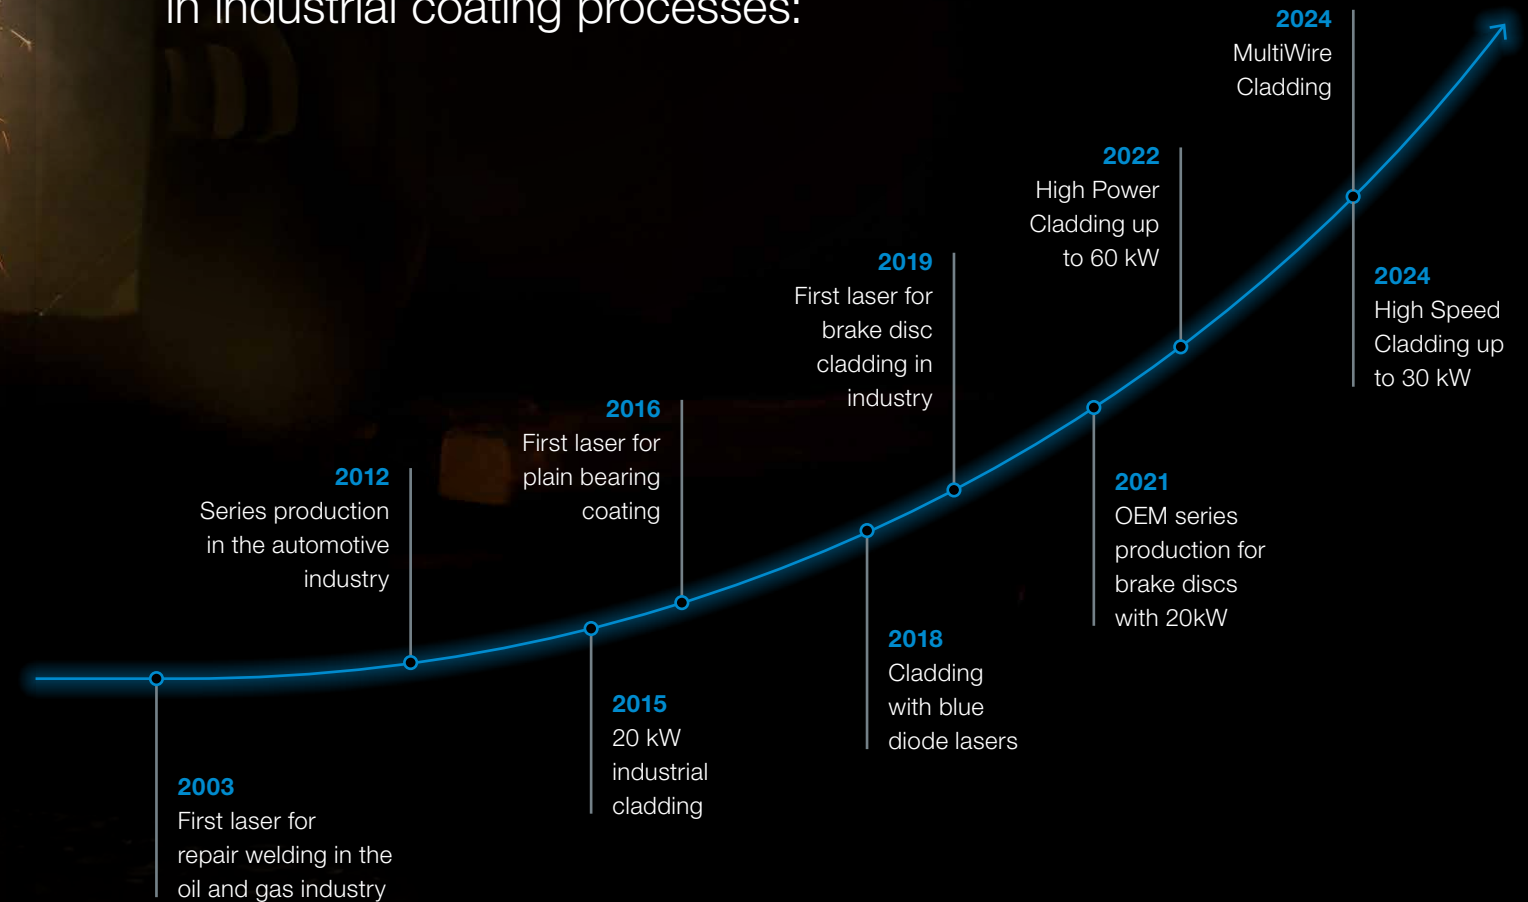 in industrial coating processes:
2003
First laser for
repair welding in the
oil and gas industry
2012
Series production
in the automotive
industry
2015
20 kW
industrial
cladding
2016
First laser for
plain bearing
coating
2018
Cladding
with blue
diode lasers
2019
First laser for
brake disc
cladding in
industry
2021
OEM series
production for
brake discs
with 20kW
2022
High Power
Cladding up
to 60 kW
2024
MultiWire
Cladding
2024
High Speed
Cladding up
to 30 kW